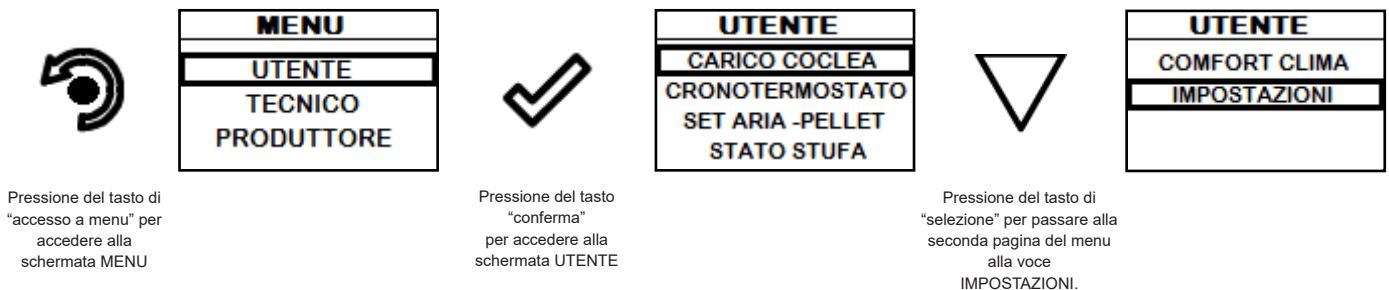 MENU
UTENTE
TECNICO
PRODUTTORE
Pressione del tasto di
“accesso a menu” per
accedere alla
schermata MENU
UTENTE
CARICO COCLEA
CRONOTERMOSTATO
SET ARIA -PELLET
STATO STUFA
Pressione del tasto
“conferma”
per accedere alla
schermata UTENTE
UTENTE
COMFORT CLIMA
IMPOSTAZIONI
Pressione del tasto di
“selezione” per passare alla
seconda pagina del menu
alla voce
IMPOSTAZIONI.